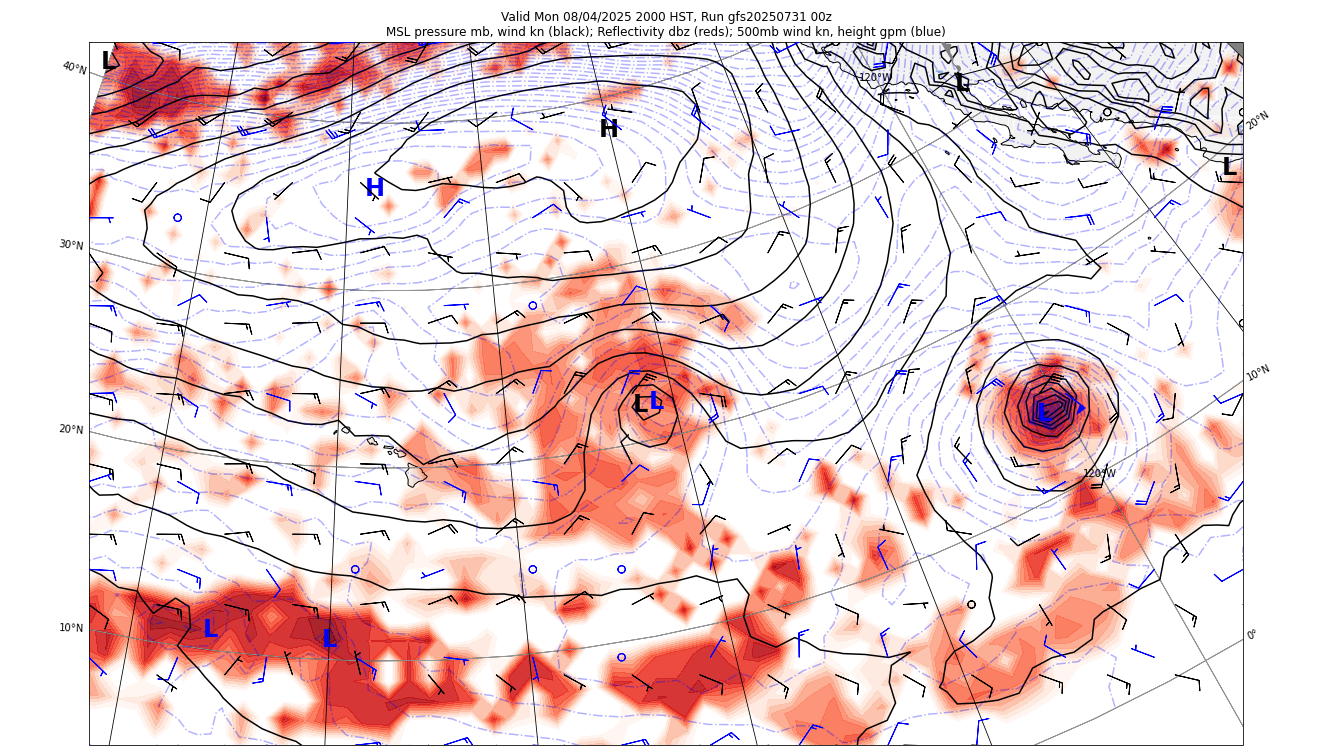 Valid Mon 08/04/2025 2000 HST, Run gfs20250731 00z
MSL pressure mb, wind kn (black); Reflectivity dbz (reds); 500mb wind kn, height gpm (blue)
L
40°N
120°W
L
20°N
H
L
H
30°N
10°N
L L
L
20°N
120°W
L
L
10°N
0°